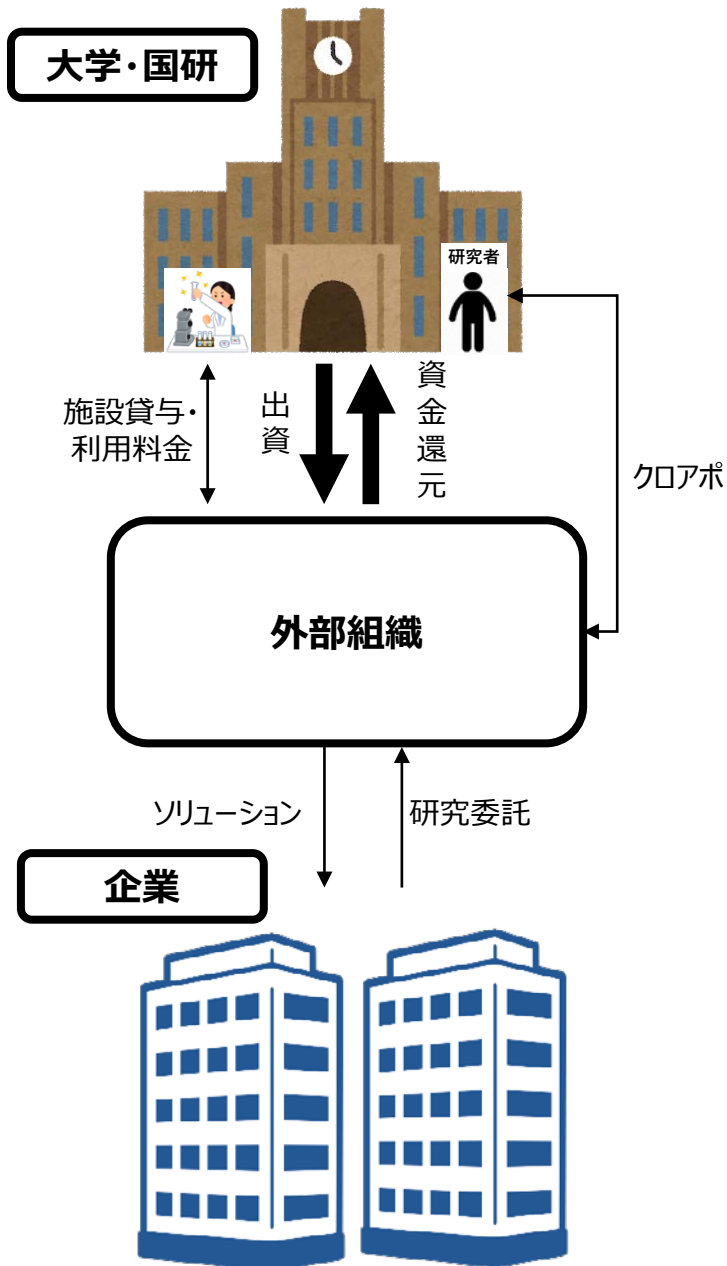 大学・国研
研究者
施設貸与・
利用料金
出資
資金還元
クロアポ
外部組織
ソリューション
研究委託
企業